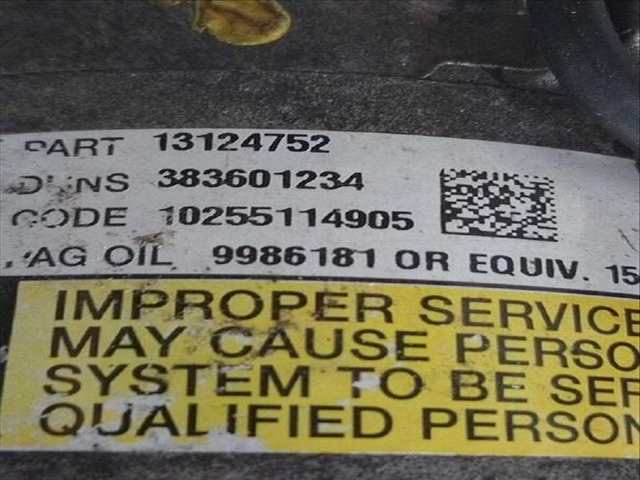 PART 13124752
DUNS 383601234
CODE 10255114905
PAG OIL 9986181 OR EQUIV. 15
IMPROPER SERVICE
MAY CAUSE PERSO
SYSTEM TO BE SER
QUALIFIED PERSON